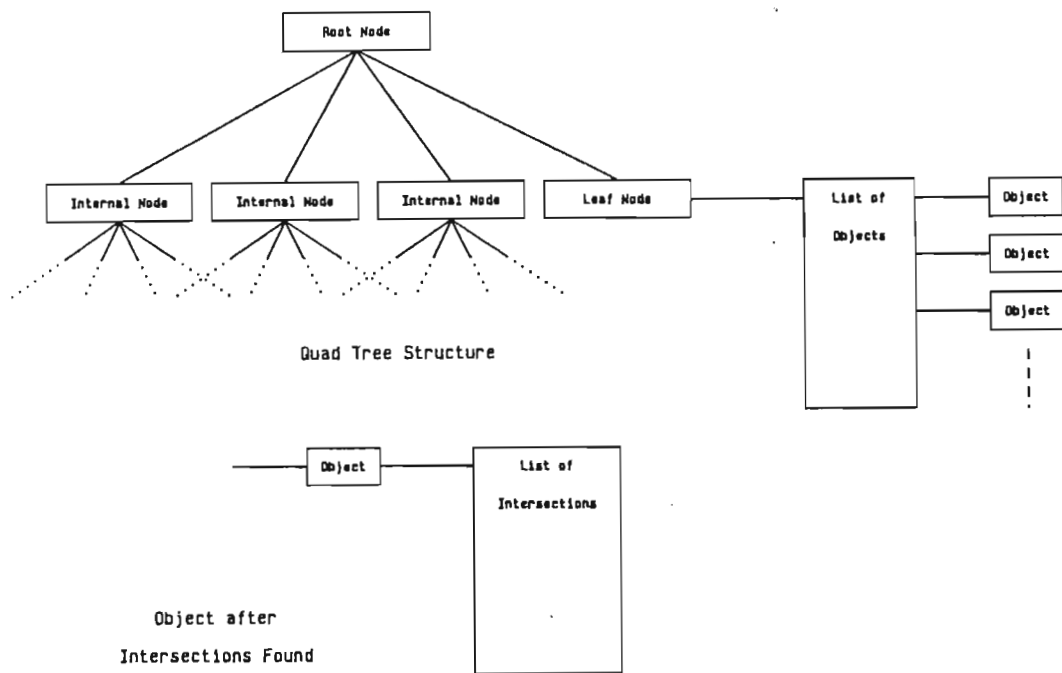 Root Node
Internal Node
Internal Node
Internal Node
Leaf Node
List of
Objects
Object
Object
Object
Quad Tree Structure
Object
List of
Intersections
Object after
Intersections Found